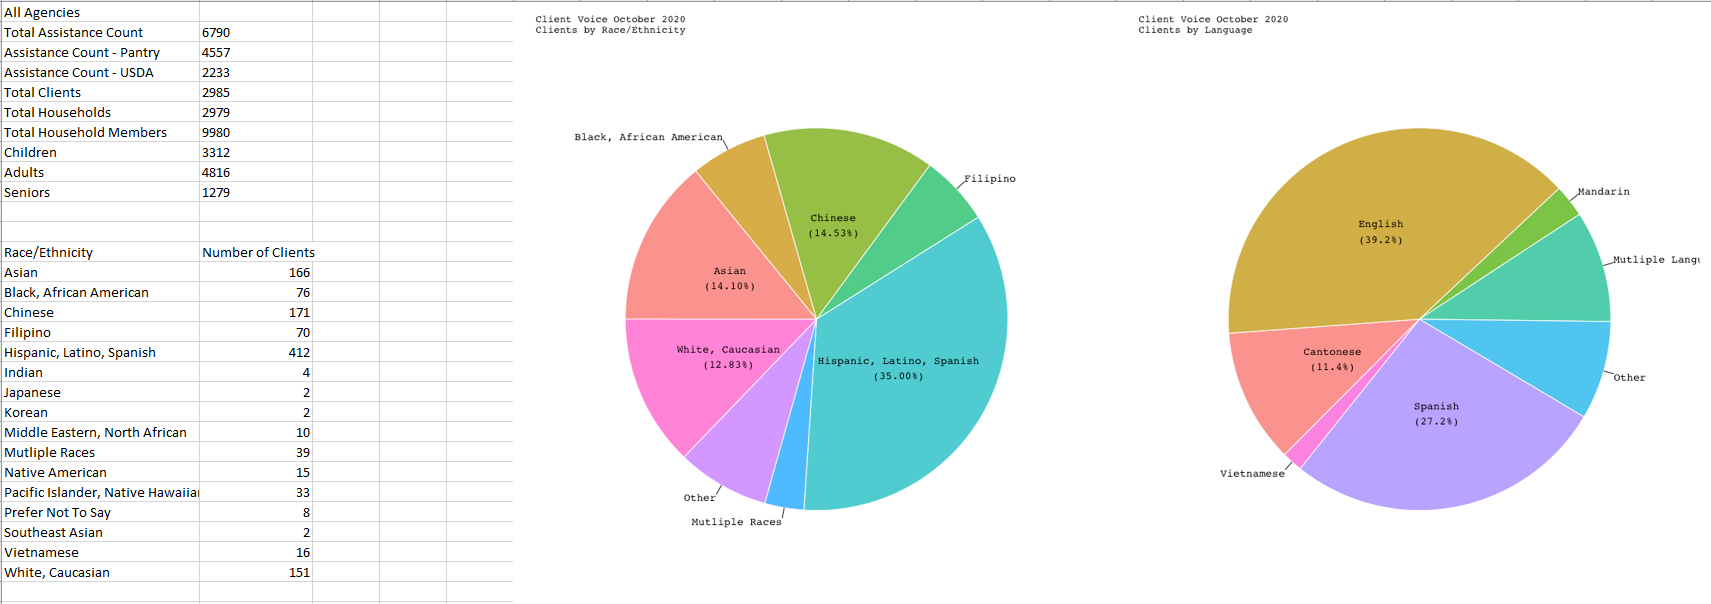 All Agencies
Total Assistance Count 6790
Assistance Count - Pantry 4557
Assistance Count - USDA 2233
Total Clients 2985
Total Households 2979
Total Household Members 9980
Children 3312
Adults 4816
Seniors 1279
Race/Ethnicity Number of Clients
Asian 166
Black, African American 76
Chinese 171
Filipino 70
Hispanic, Latino, Spanish 412
Indian 4
Japanese 2
Korean 2
Middle Eastern, North African 10
Mutliple Races 39
Native American 15
Pacific Islander, Native Hawaiian 33
Prefer Not To Say 8
Southeast Asian 2
Vietnamese 16
White, Caucasian 151
Client Voice October 2020
Clients by Race/Ethnicity
Black, African American
Filipino
Chinese
(14.53%)
Asian
(14.10%)
White, Caucasian
(12.83%)
Hispanic, Latino, Spanish
(35.00%)
Other
Mutliple Races
Client Voice October 2020
Clients by Language
Mandarin
English
(39.2%)
Mutliple Langu
Cantonese
(11.4%)
Other
Spanish
(27.2%)
Vietnamese